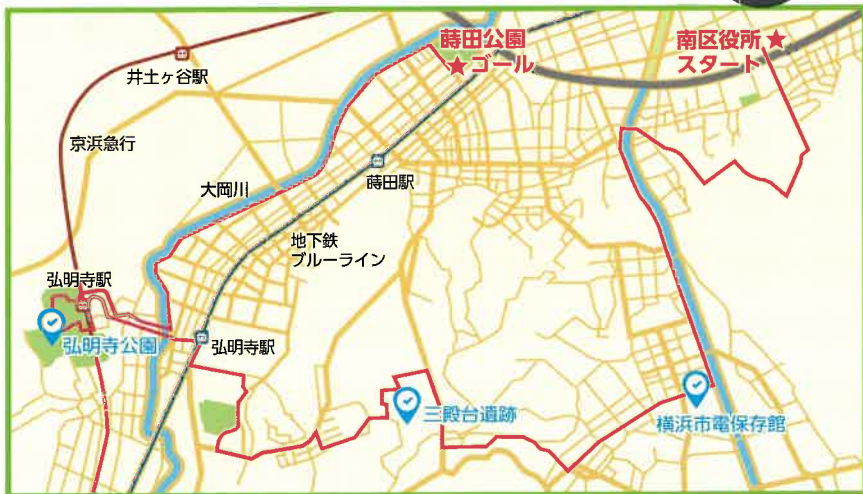 蒔田公園
ゴール
南区役所
スタート
井土ヶ谷駅
京浜急行
大岡川
蒔田駅
地下鉄
ブルーライン
弘明寺駅
弘明寺公園
弘明寺駅
三殿台遺跡
横浜市電保存館